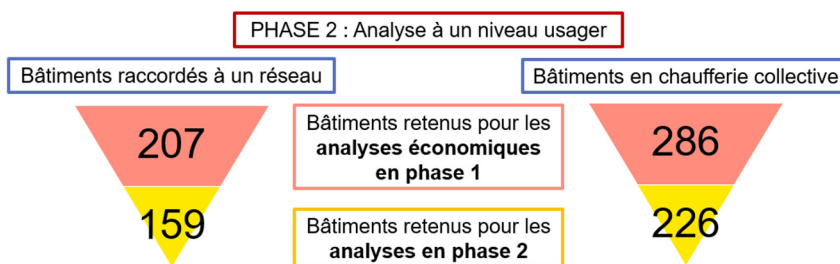 PHASE 2 : Analyse à un niveau usager
Bâtiments raccordés à un réseau
Bâtiments en chaufferie collective
207
Bâtiments retenus pour les
analyses économiques
en phase 1
286
159
Bâtiments retenus pour les
analyses en phase 2
226